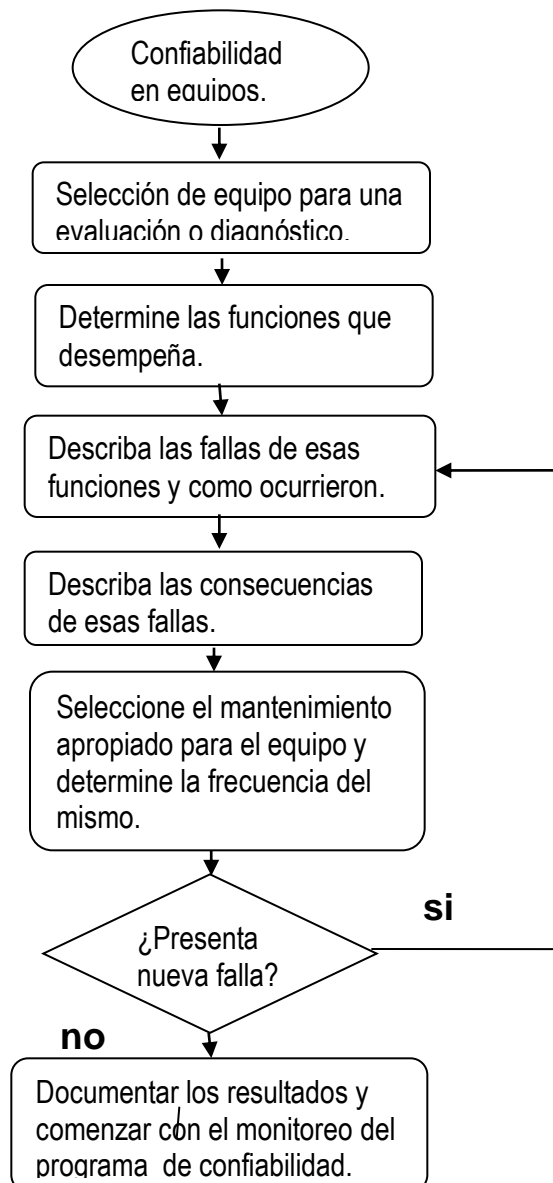 Confiabilidad
en equipos.
Selección de equipo para una
evaluación o diagnóstico.
Determine las funciones que
desempeña.
Describa las fallas de esas
funciones y como ocurrieron.
Describa las consecuencias
de esas fallas.
Seleccione el mantenimiento
apropiado para el equipo y
determine la frecuencia del
mismo.
si
¿Presenta
nueva falla?
no
Documentar los resultados y
comenzar con el monitoreo del
programa de confiabilidad.